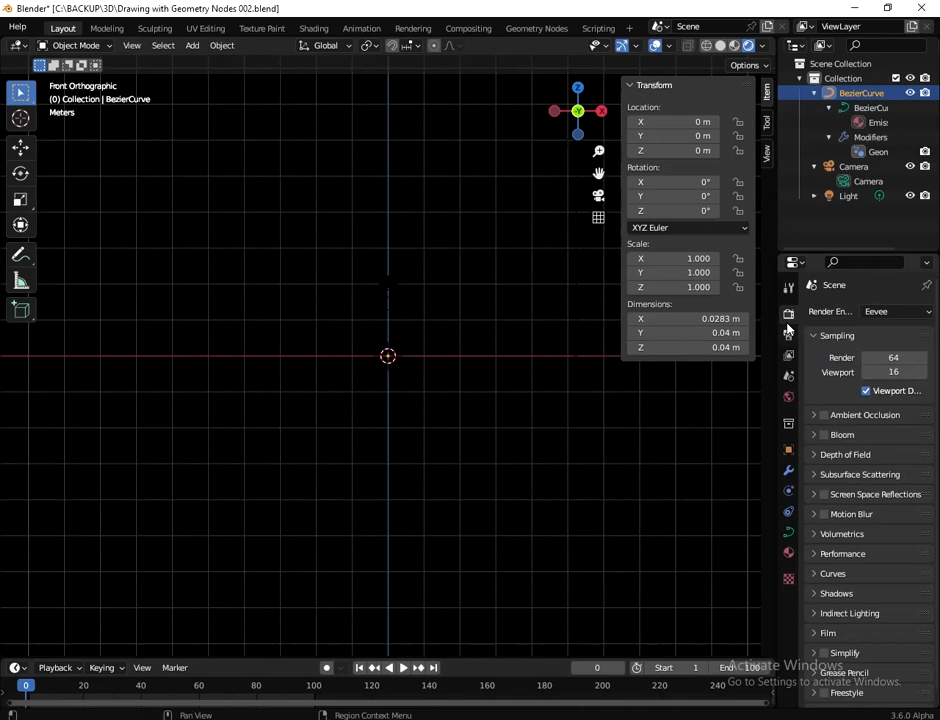 Blender* [C:\BACKUP\3D\Drawing with Geometry Nodes 002.blend]
Help Layout Modeling Sculpting UV Editing Texture Paint Shading Animation Rendering Compositing Geometry Nodes Scripting + Scene ViewLayer
Object Mode View Select Add Object Global
Options
Front Orthographic
(0) Collection | BezierCurve
Meters
Z
X
-Y
Transform
Location:
X 0 m
Y 0 m
Z 0 m
Rotation:
X 0°
Y 0°
Z 0°
XYZ Euler
Scale:
X 1.000
Y 1.000
Z 1.000
Dimensions:
X 0.0283 m
Y 0.04 m
Z 0.04 m
Item
Tool
View
Scene Collection
Collection
BezierCurve
BezierCu
Emis
Modifiers
Geon
Camera
Camera
Light
Scene
Render En... Eevee
Sampling
Render 64
Viewport 16
Viewport D...
Ambient Occlusion
Bloom
Depth of Field
Subsurface Scattering
Screen Space Reflections
Motion Blur
Volumetrics
Performance
Curves
Shadows
Indirect Lighting
Film
Simplify
Grease Pencil
Freestyle
Playback Keying View Marker 0 Start 1 End 100
0 20 40 60 80 100 120 140 160 180 200 220 240
Activate Windows
Go to Settings to activate Windows.
Pan View Region Context Menu 3.6.0 Alpha